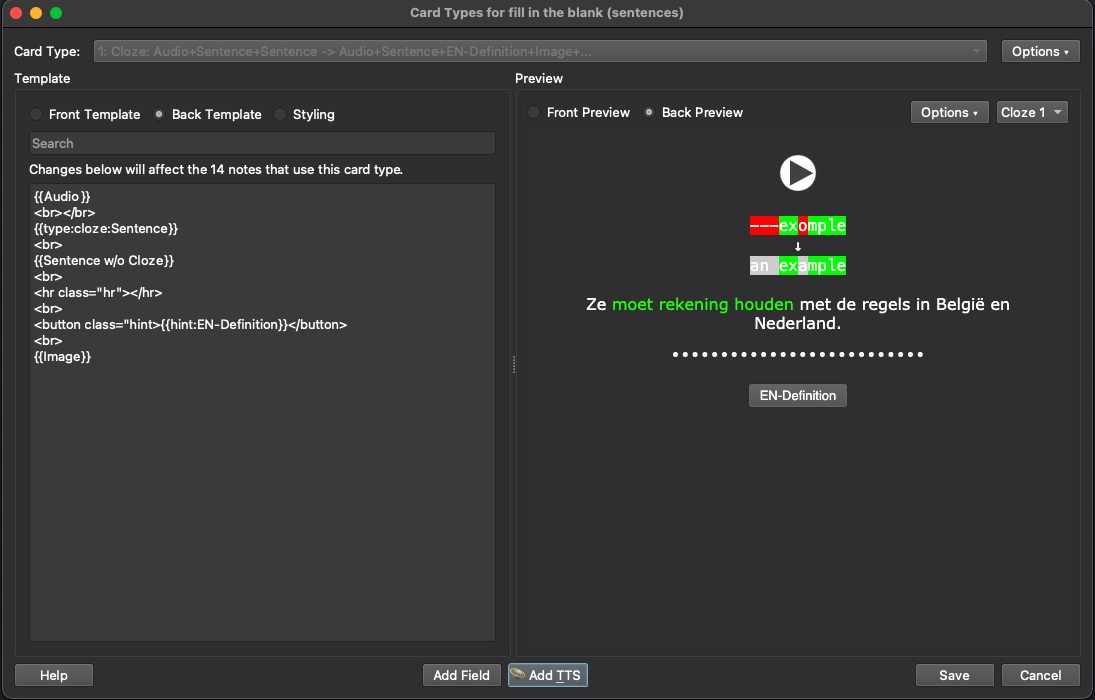 Card Types for fill in the blank (sentences)
Card Type:
1: Cloze: Audio+Sentence+Sentence -> Audio+Sentence+EN-Definition+Image+...
Options
Template
Preview
Front Template
Back Template
Styling
Front Preview
Back Preview
Options
Cloze 1
Search
Changes below will affect the 14 notes that use this card type.
{{Audio}}
<br></br>
{{type:cloze:Sentence}}
<br>
{{Sentence w/o Cloze}}
<br>
<hr class="hr"></hr>
<br>
<button class="hint>{{hint:EN-Definition}}</button>
<br>
{{Image}}
---exomple
↓
an example
Ze moet rekening houden met de regels in België en
Nederland.
EN-Definition
Help
Add Field
Add TTS
Save
Cancel